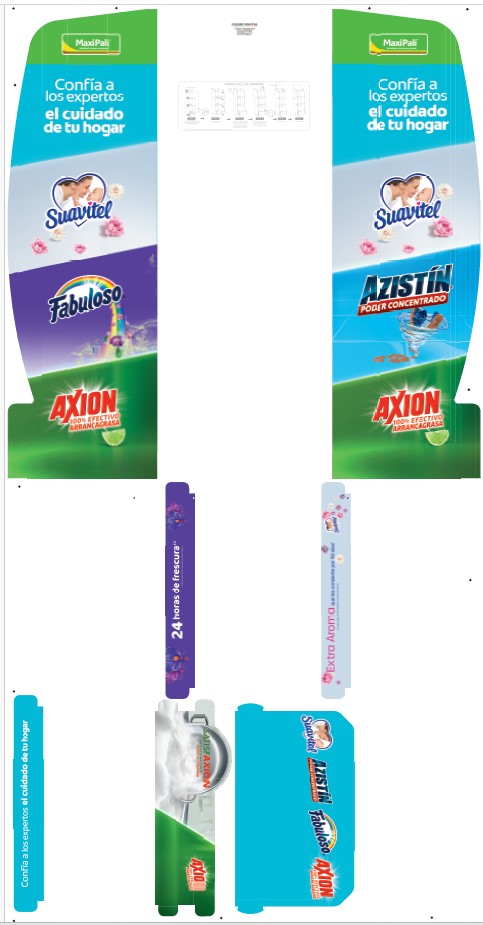 MaxiPali
Confía a
los expertos
el cuidado
de tu hogar
Suavitel
Fabuloso
AXION
100% EFECTIVO
ARRANCAGRASA
MaxiPali
Confía a
los expertos
el cuidado
de tu hogar
Suavitel
AZISTÍN
PODER CONCENTRADO
AXION
100% EFECTIVO
ARRANCAGRASA
24 horas de frescura
Extra Aroma
Confía a los expertos el cuidado de tu hogar
SATISFAXION
AXION
Suavitel
AZISTÍN
Fabuloso
AXION